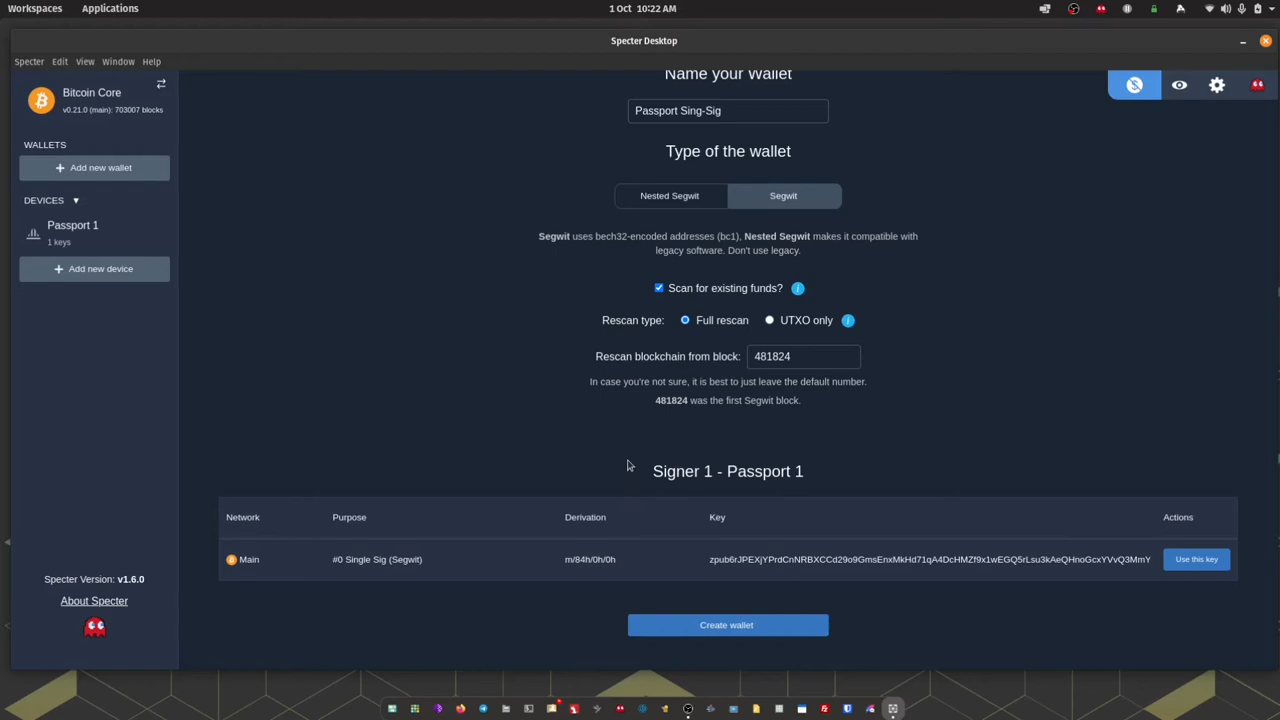 Workspaces
Applications
1 Oct 10:22 AM
Specter Desktop
Specter
Edit
View
Window
Help
Bitcoin Core
v0.21.0 (main): 703007 blocks
WALLETS
+ Add new wallet
DEVICES ▼
Passport 1
1 keys
+ Add new device
Specter Version: v1.6.0
About Specter
Name your Wallet
Passport Sing-Sig
Type of the wallet
Nested Segwit
Segwit
Segwit uses bech32-encoded addresses (bc1), Nested Segwit makes it compatible with
legacy software. Don't use legacy.
Scan for existing funds?
Rescan type: Full rescan UTXO only
Rescan blockchain from block: 481824
In case you're not sure, it is best to just leave the default number.
481824 was the first Segwit block.
Signer 1 - Passport 1
Network Purpose Derivation Key Actions
Main #0 Single Sig (Segwit) m/84h/0h/0h zpub6rJPEXjYPrdCnNRBXCCd29o9GmsEnxMkHd71qA4DcHMZf9x1wEGQ5rLsu3kAeQHnoGcxYVvQ3MmY Use this key
Create wallet